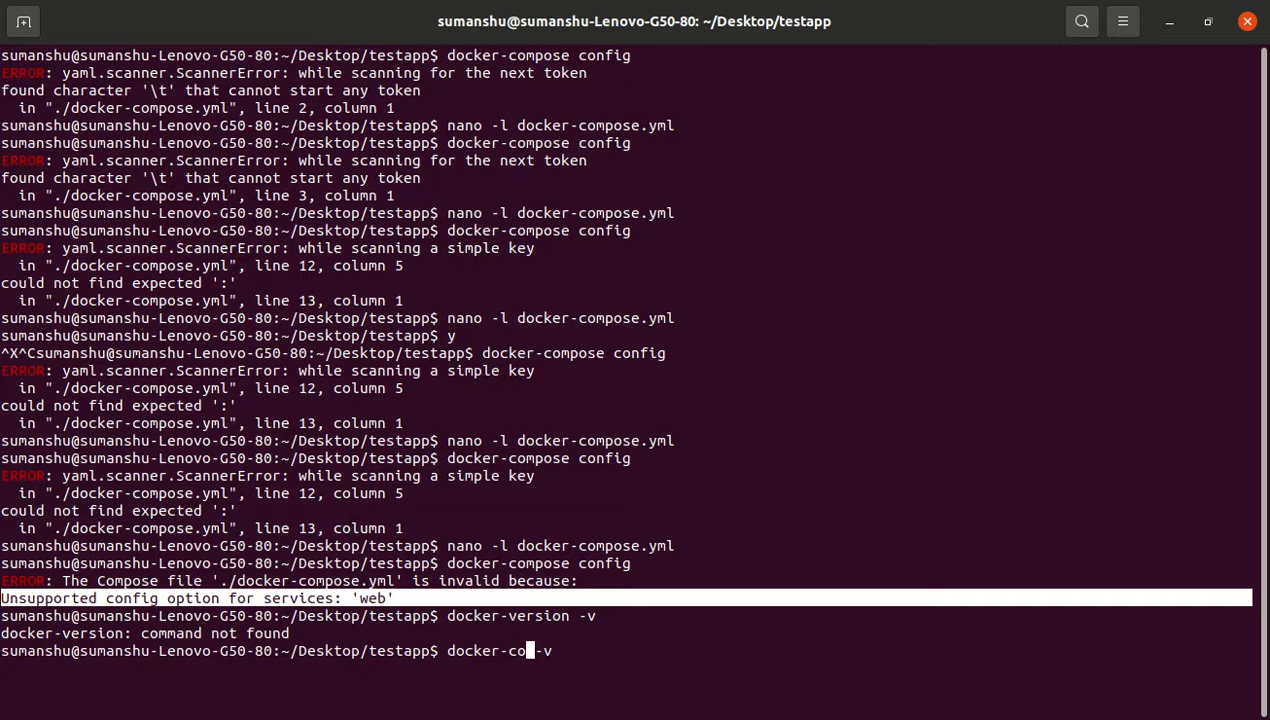 sumanshu@sumanshu-Lenovo-G50-80: ~/Desktop/testapp
sumanshu@sumanshu-Lenovo-G50-80:~/Desktop/testapp$ docker-compose config
ERROR: yaml.scanner.ScannerError: while scanning for the next token
found character '\t' that cannot start any token
  in "./docker-compose.yml", line 2, column 1
sumanshu@sumanshu-Lenovo-G50-80:~/Desktop/testapp$ nano -l docker-compose.yml
sumanshu@sumanshu-Lenovo-G50-80:~/Desktop/testapp$ docker-compose config
ERROR: yaml.scanner.ScannerError: while scanning for the next token
found character '\t' that cannot start any token
  in "./docker-compose.yml", line 3, column 1
sumanshu@sumanshu-Lenovo-G50-80:~/Desktop/testapp$ nano -l docker-compose.yml
sumanshu@sumanshu-Lenovo-G50-80:~/Desktop/testapp$ docker-compose config
ERROR: yaml.scanner.ScannerError: while scanning a simple key
  in "./docker-compose.yml", line 12, column 5
could not find expected ':'
  in "./docker-compose.yml", line 13, column 1
sumanshu@sumanshu-Lenovo-G50-80:~/Desktop/testapp$ nano -l docker-compose.yml
sumanshu@sumanshu-Lenovo-G50-80:~/Desktop/testapp$ y
^X^Csumanshu@sumanshu-Lenovo-G50-80:~/Desktop/testapp$ docker-compose config
ERROR: yaml.scanner.ScannerError: while scanning a simple key
  in "./docker-compose.yml", line 12, column 5
could not find expected ':'
  in "./docker-compose.yml", line 13, column 1
sumanshu@sumanshu-Lenovo-G50-80:~/Desktop/testapp$ nano -l docker-compose.yml
sumanshu@sumanshu-Lenovo-G50-80:~/Desktop/testapp$ docker-compose config
ERROR: yaml.scanner.ScannerError: while scanning a simple key
  in "./docker-compose.yml", line 12, column 5
could not find expected ':'
  in "./docker-compose.yml", line 13, column 1
sumanshu@sumanshu-Lenovo-G50-80:~/Desktop/testapp$ nano -l docker-compose.yml
sumanshu@sumanshu-Lenovo-G50-80:~/Desktop/testapp$ docker-compose config
ERROR: The Compose file './docker-compose.yml' is invalid because:
Unsupported config option for services: 'web'
sumanshu@sumanshu-Lenovo-G50-80:~/Desktop/testapp$ docker-version -v
docker-version: command not found
sumanshu@sumanshu-Lenovo-G50-80:~/Desktop/testapp$ docker-co -v